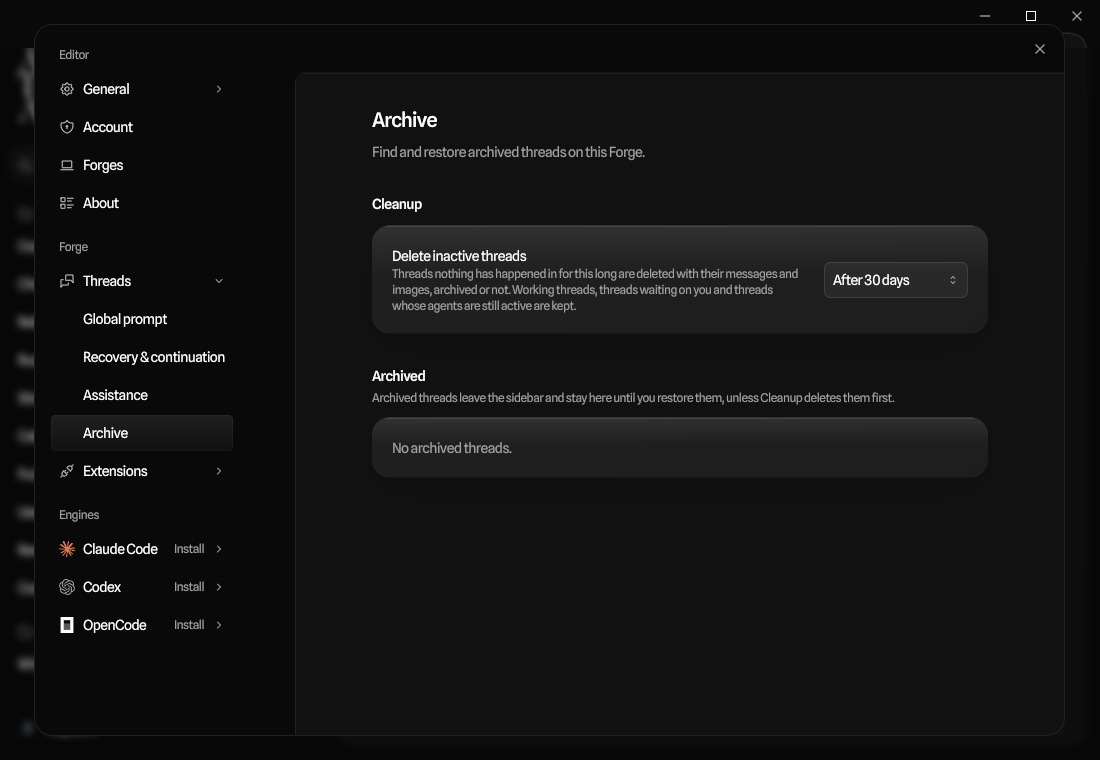 Editor
General
Account
Forges
About
Forge
Threads
Global prompt
Recovery & continuation
Assistance
Archive
Extensions
Engines
Claude Code Install
Codex Install
OpenCode Install
Archive
Find and restore archived threads on this Forge.
Cleanup
Delete inactive threads
Threads nothing has happened in for this long are deleted with their messages and
images, archived or not. Working threads, threads waiting on you and threads
whose agents are still active are kept.
After 30 days
Archived
Archived threads leave the sidebar and stay here until you restore them, unless Cleanup deletes them first.
No archived threads.